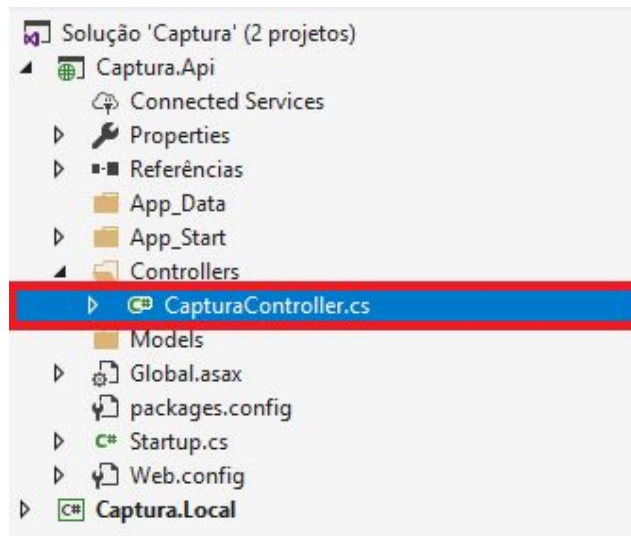 Solução 'Captura' (2 projetos)
Captura.Api
Connected Services
Properties
Referências
App_Data
App_Start
Controllers
C# CapturaController.cs
Models
Global.asax
packages.config
C# Startup.cs
Web.config
C# Captura.Local